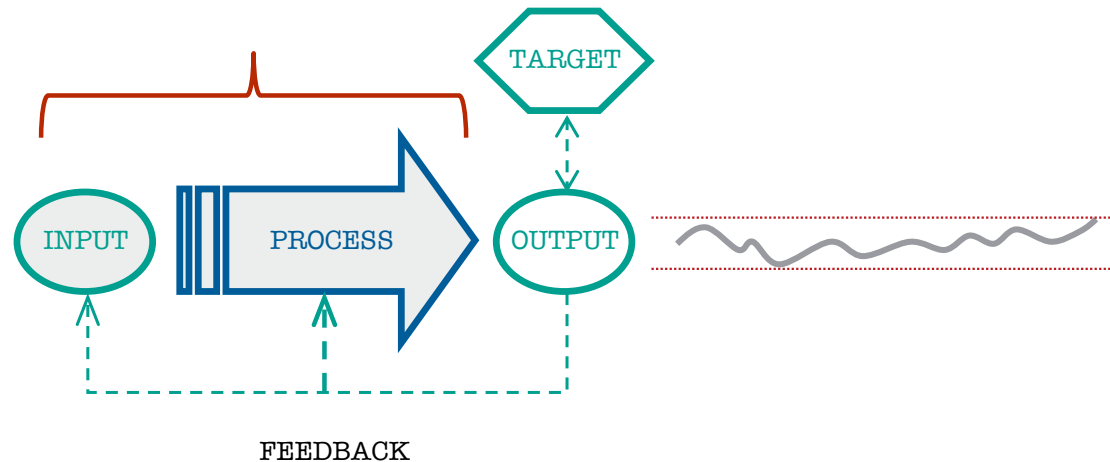 TARGET
INPUT
PROCESS
OUTPUT
FEEDBACK